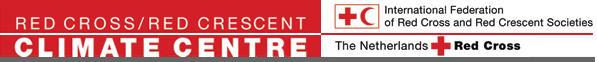 RED CROSS/RED CRESCENT
CLIMATE CENTRE
International Federation
of Red Cross and Red Crescent Societies
The Netherlands Red Cross